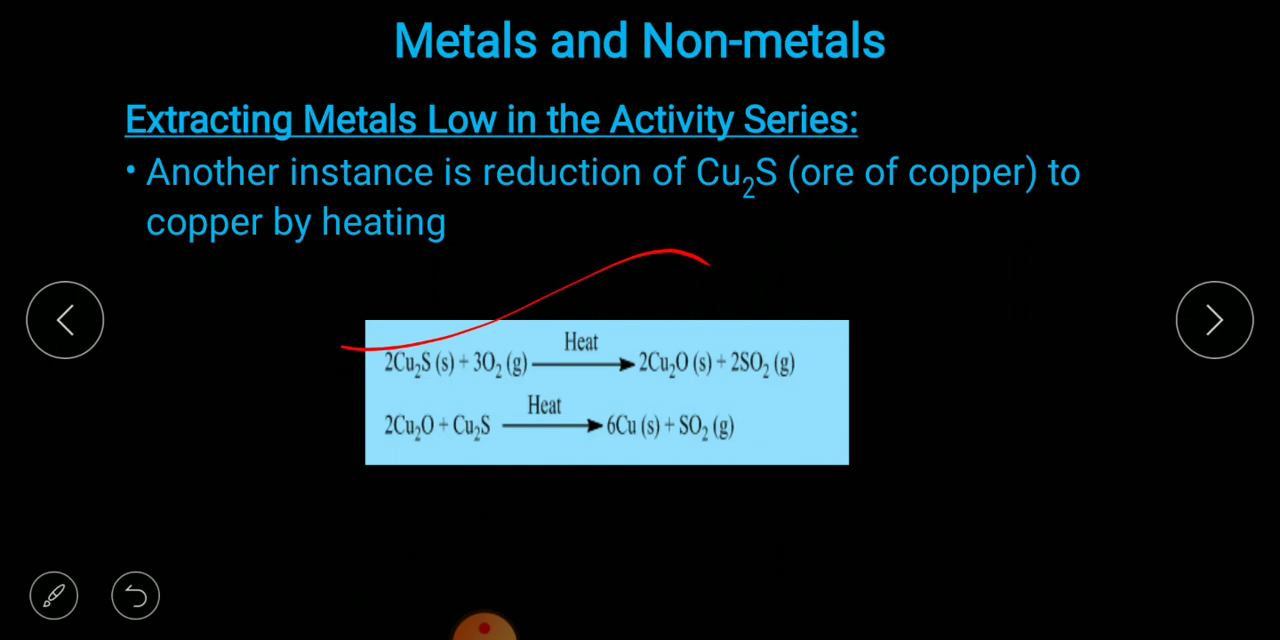 Metals and Non-metals
Extracting Metals Low in the Activity Series:
• Another instance is reduction of Cu₂S (ore of copper) to
copper by heating
Heat
2Cu₂S (s) + 3O₂ (g) → 2Cu₂O (s) + 2SO₂ (g)
Heat
2Cu₂O + Cu₂S → 6Cu (s) + SO₂ (g)